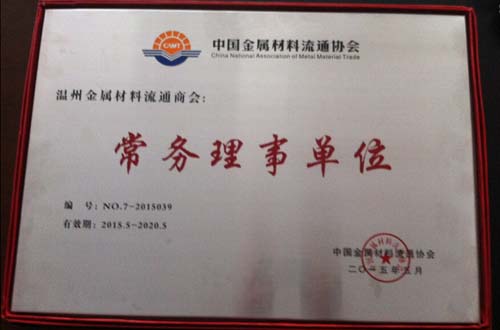 CAMT
中国金属材料流通协会
China National Association of Metal Material Trade
温州金属材料流通商会:
常务理事单位
编 号: NO.7-2015039
有效期: 2015.5-2020.5
中国金属材料流通协会
二〇一五年五月